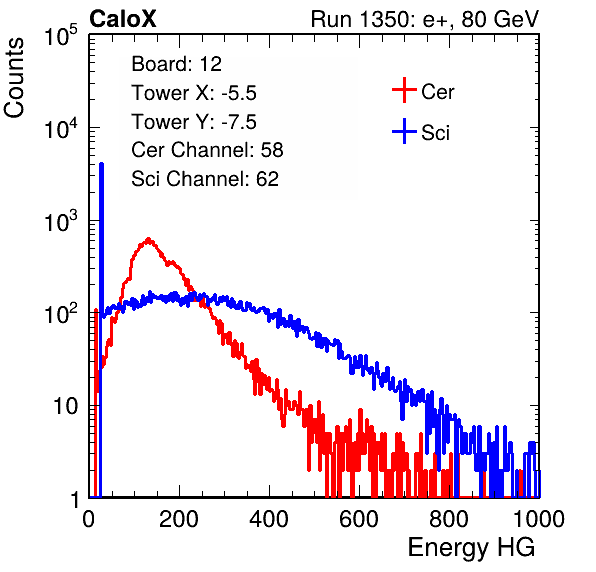 CaloX Run 1350: e+, 80 GeV
Counts
Board: 12
Tower X: -5.5
Tower Y: -7.5
Cer Channel: 58
Sci Channel: 62
Cer
Sci
10^5
10^4
10^3
10^2
10
1
0 200 400 600 800 1000
Energy HG